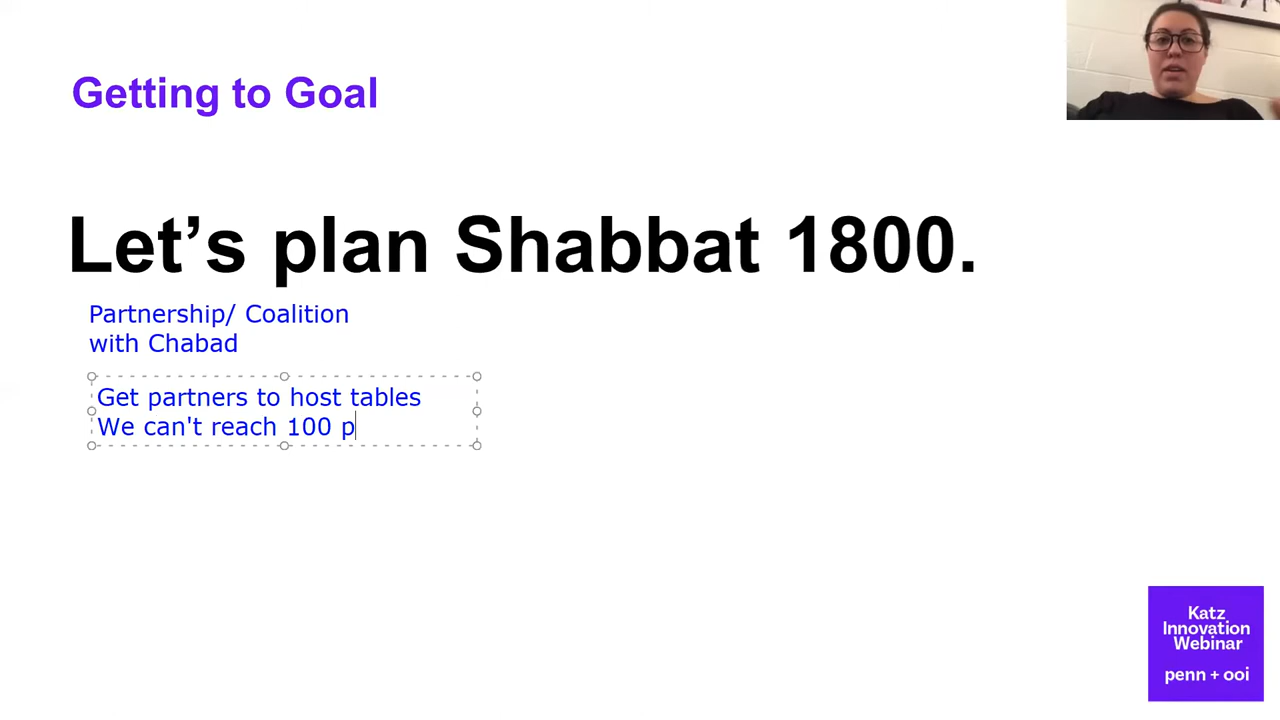 Getting to Goal
Let’s plan Shabbat 1800.
Partnership/ Coalition
with Chabad
Get partners to host tables
We can't reach 100 p
Katz
Innovation
Webinar
penn + ooi